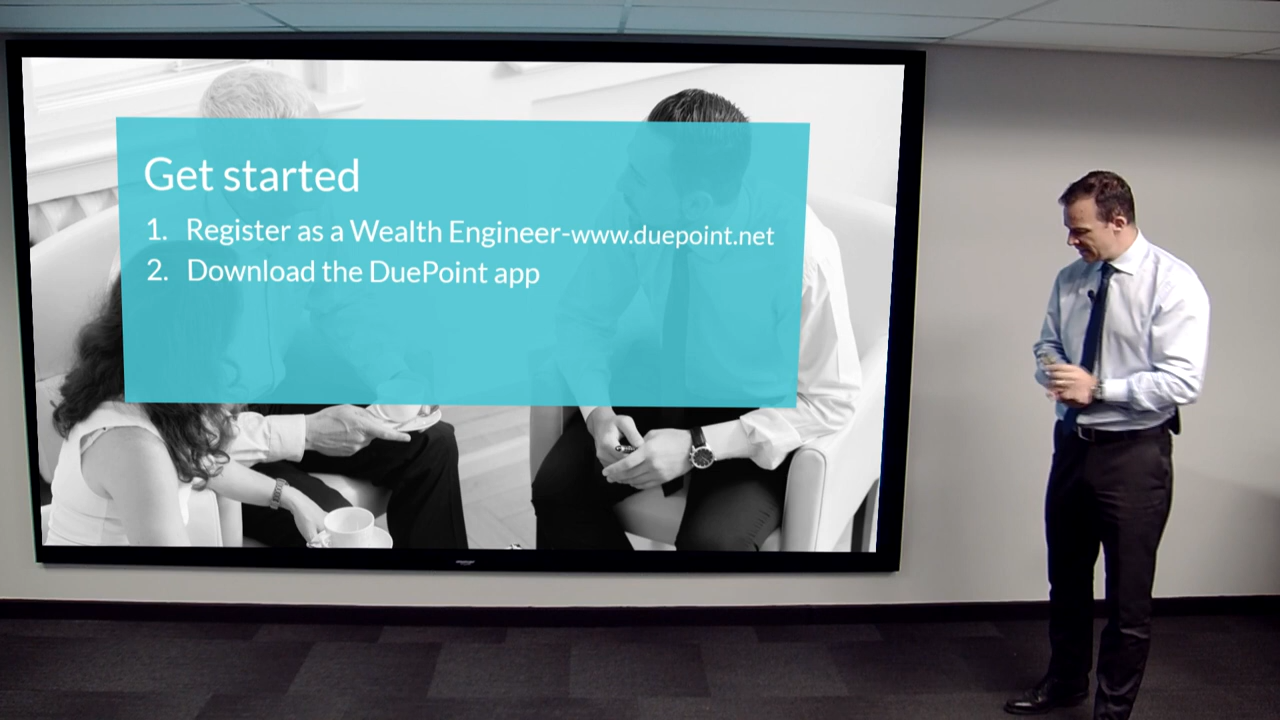 Get started
1. Register as a Wealth Engineer-www.duepoint.net
2. Download the DuePoint app